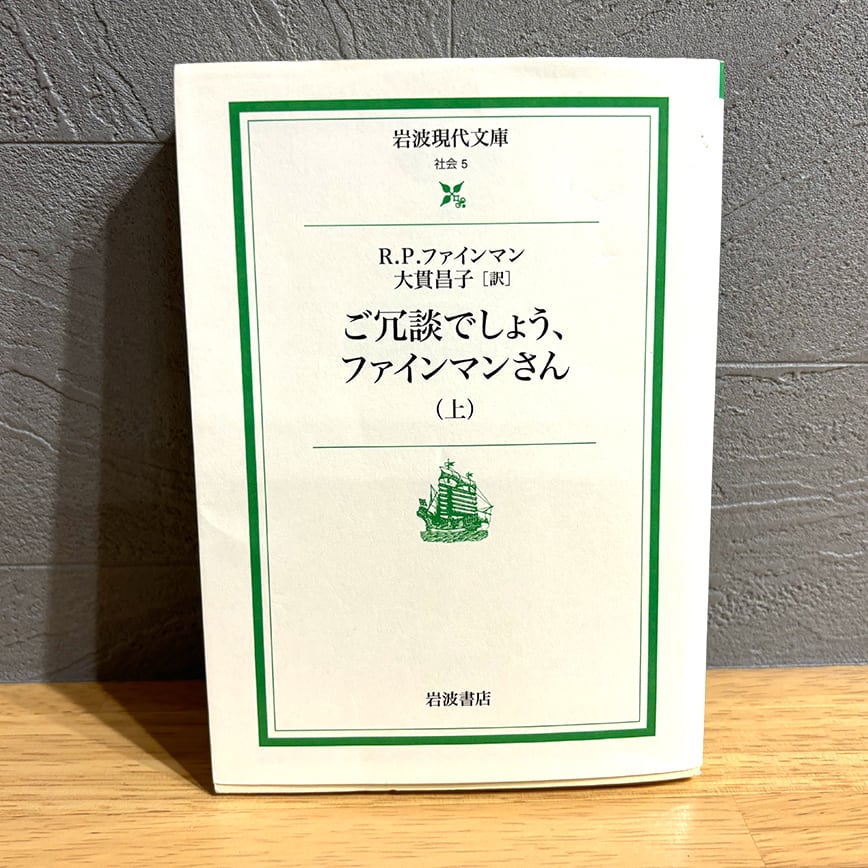 岩波現代文庫
社会 5
R.P.ファインマン
大貫昌子［訳］
ご冗談でしょう、
ファインマンさん
（上）
岩波書店